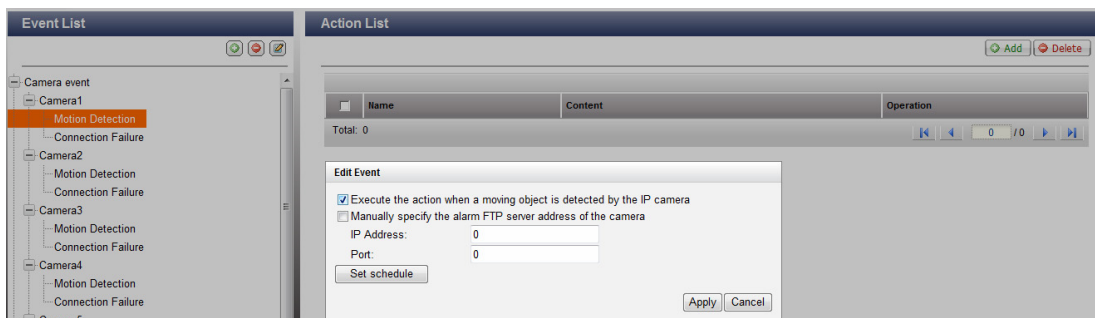 Event List
Action List
Add
Delete
Camera event
Camera1
Motion Detection
Connection Failure
Camera2
Motion Detection
Connection Failure
Camera3
Motion Detection
Connection Failure
Camera4
Motion Detection
Connection Failure
Name Content Operation
Total: 0
0 / 0
Edit Event
Execute the action when a moving object is detected by the IP camera
Manually specify the alarm FTP server address of the camera
IP Address: 0
Port: 0
Set schedule
Apply Cancel